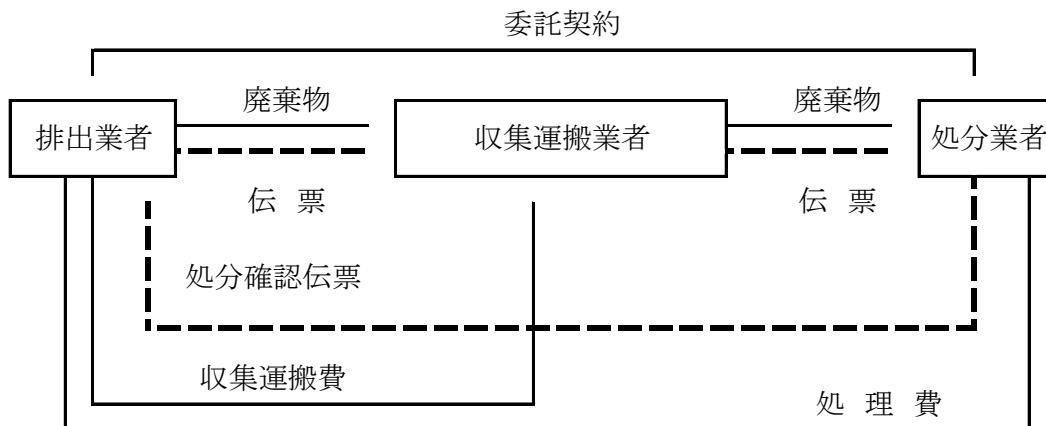 委託契約
廃棄物
廃棄物
排出業者
収集運搬業者
処分業者
伝 票
伝 票
処分確認伝票
収集運搬費
処 理 費